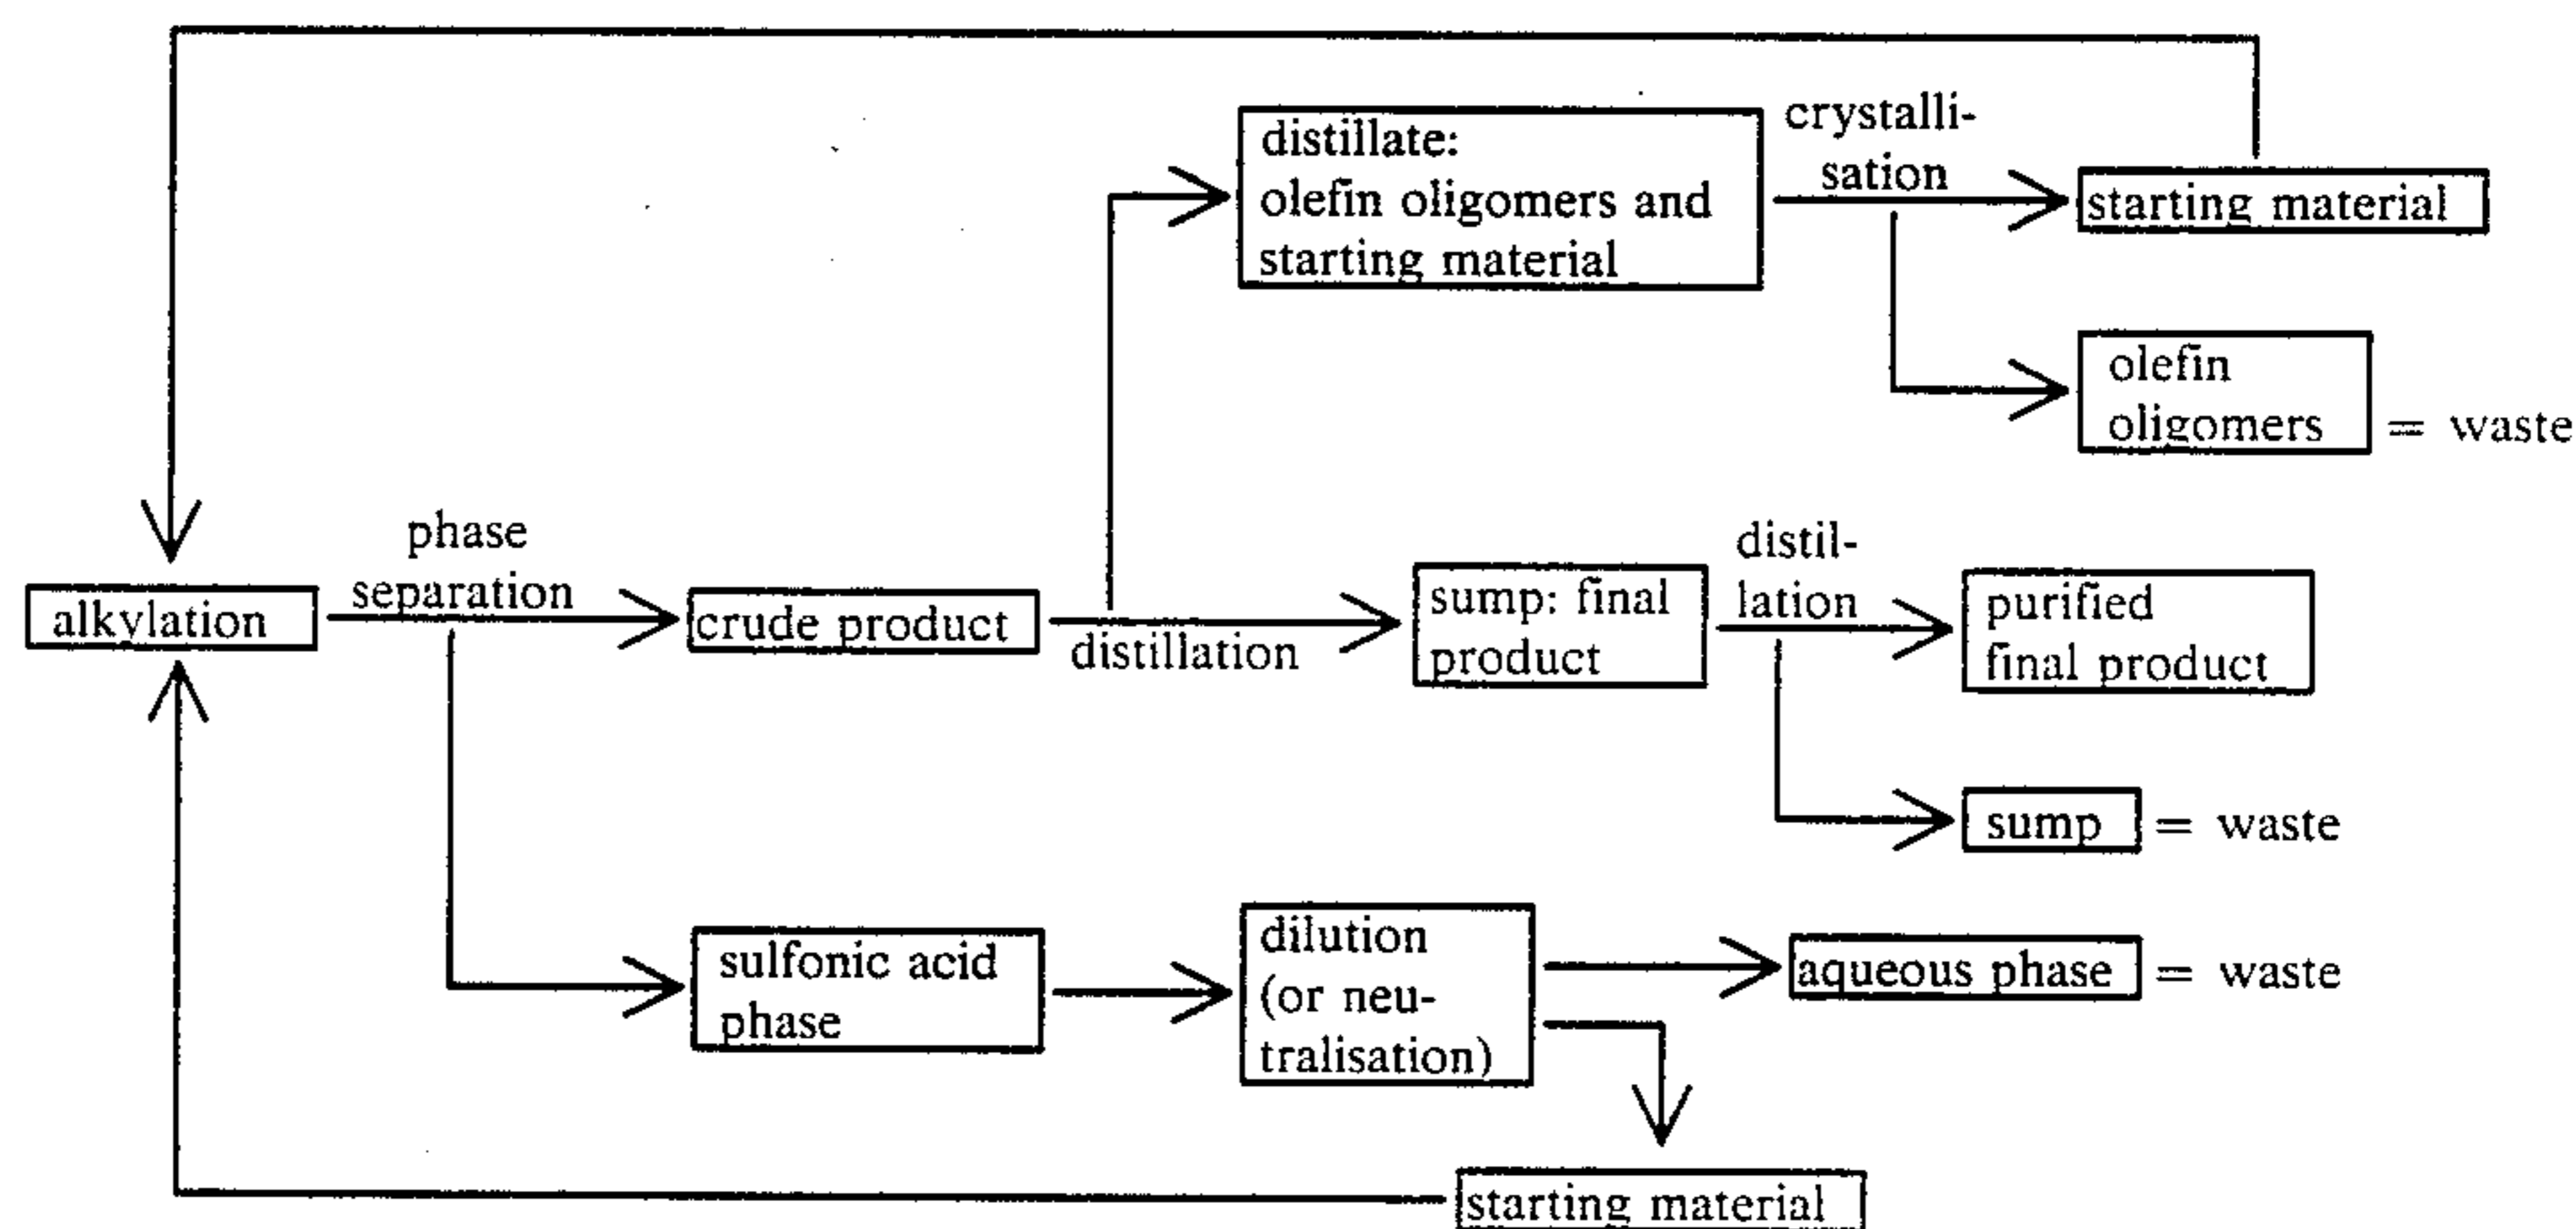 distillate:
olefin oligomers and
starting material
crystalli-
sation
starting material
olefin
oligomers
= waste
alkylation
phase
separation
crude product
distillation
sump: final
product
distil-
lation
purified
final product
sump
= waste
sulfonic acid
phase
dilution
(or neu-
tralisation)
aqueous phase
= waste
starting material